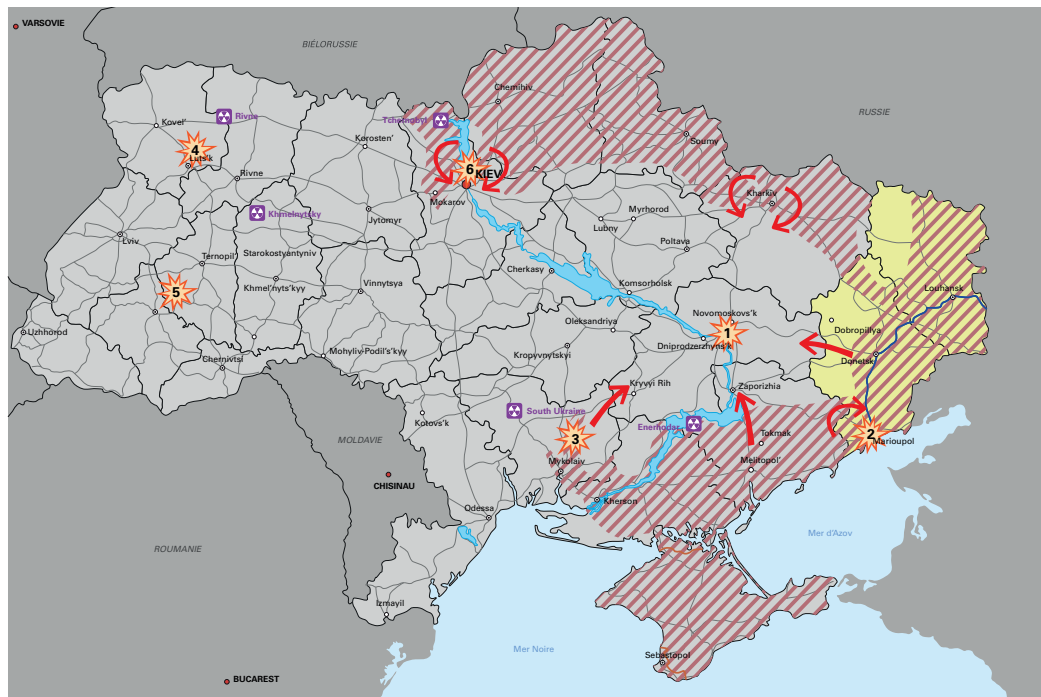 VARSOVIE
BIÉLORUSSIE
RUSSIE
Chernihiv
Kovel'
Rivne
Tchernobyl
Soumy
Korosten'
4
Luts'k
Rivne
6
KIEV
Mokarov
Kharkiv
Khmelnytsky
Jytomyr
Myrhorod
Lubny
Lviv
Poltava
Ternopil
Starokostyantyniv
Cherkasy
5
Khmel'nyts'kyy
Vinnytsya
Komsorholsk
Louhansk
Novomoskovs'k
Oleksandriya
1
Dobropillya
Uzhhorod
Dniprodzerzhyns'k
Mohyliv-Podil's'kyy
Kropyvnytskyi
Donetsk
Chernivtsi
Kryvyi Rih
Zaporizhia
South Ukraine
Kotovs'k
Enerhodar
3
Tokmak
2
Marioupol
MOLDAVIE
Mykolaiv
Melitopol'
CHISINAU
Kherson
Odessa
Mer d'Azov
ROUMANIE
Izmayil
Mer Noire
Sebastopol
BUCAREST